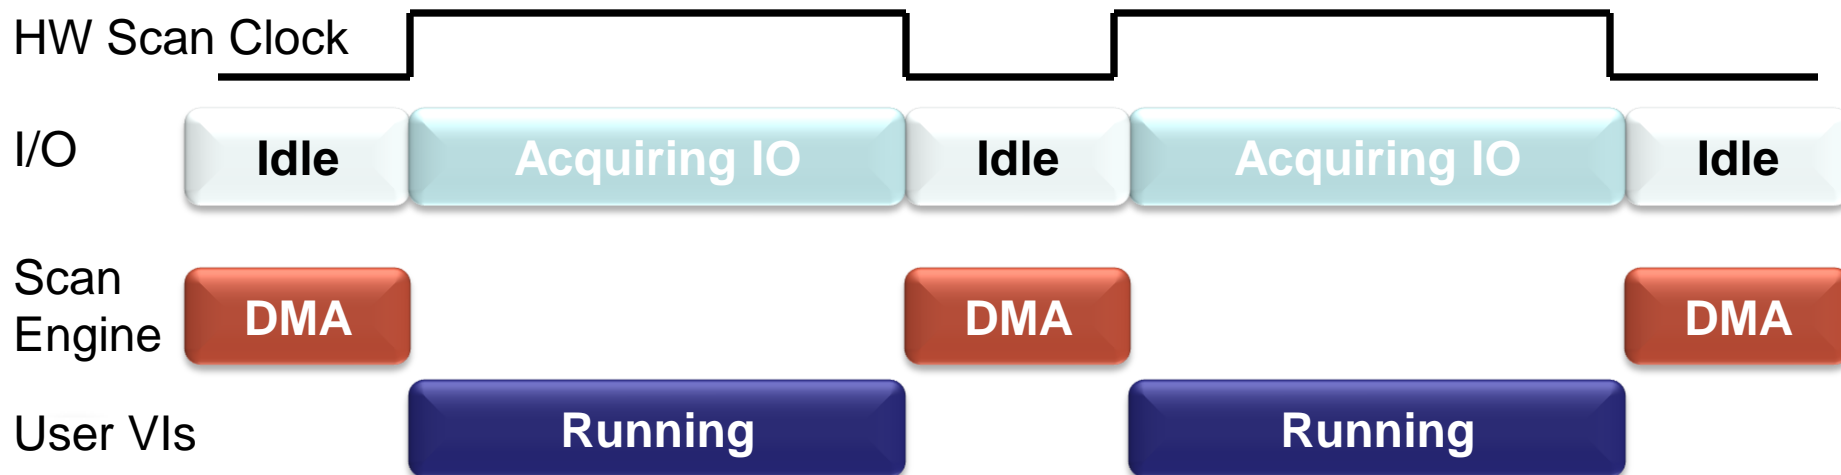 HW Scan Clock
I/O
Idle Acquiring IO Idle Acquiring IO Idle
Scan
Engine
DMA DMA DMA
User VIs
Running Running